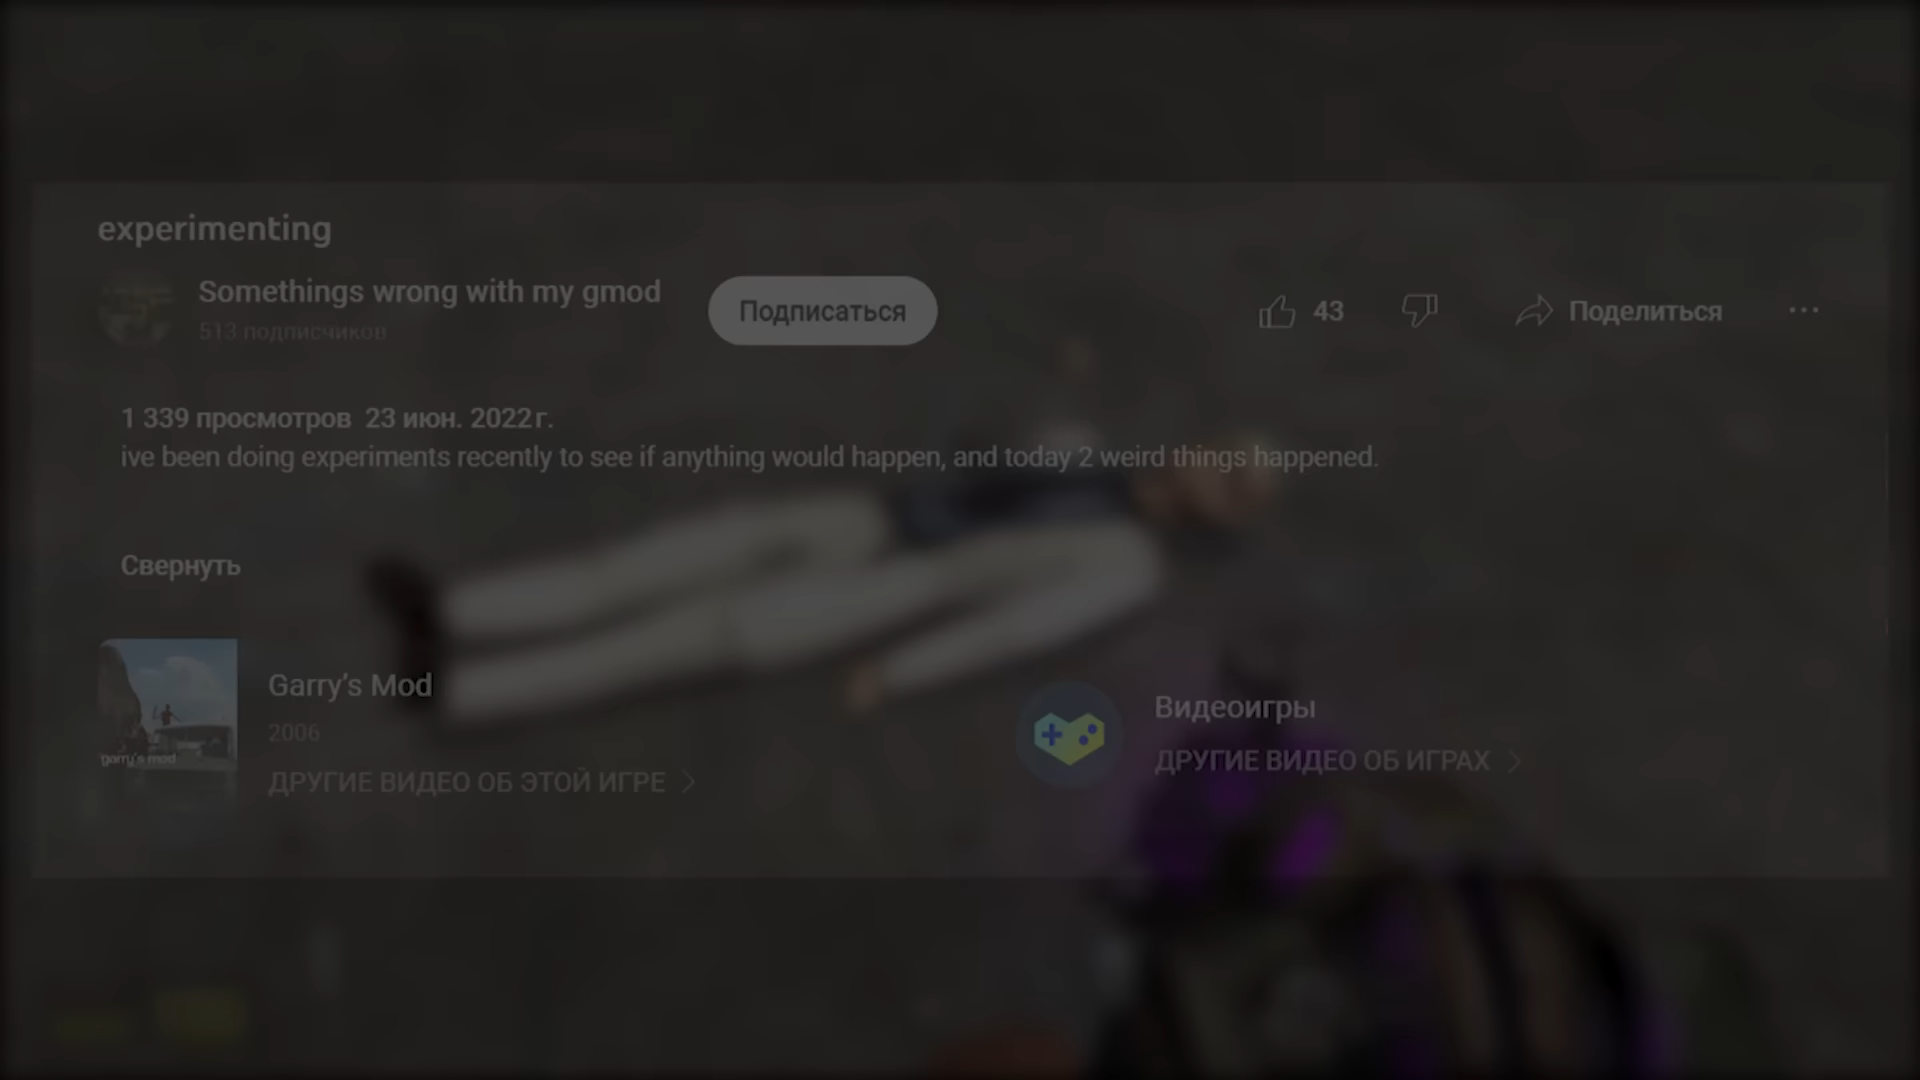 experimenting
Somethings wrong with my gmod
513 подписчиков
Подписаться
43
Поделиться
1 339 просмотров 23 июн. 2022 г.
ive been doing experiments recently to see if anything would happen, and today 2 weird things happened.
Свернуть
garry's mod
Garry's Mod
2006
ДРУГИЕ ВИДЕО ОБ ЭТОЙ ИГРЕ
Видеоигры
ДРУГИЕ ВИДЕО ОБ ИГРАХ